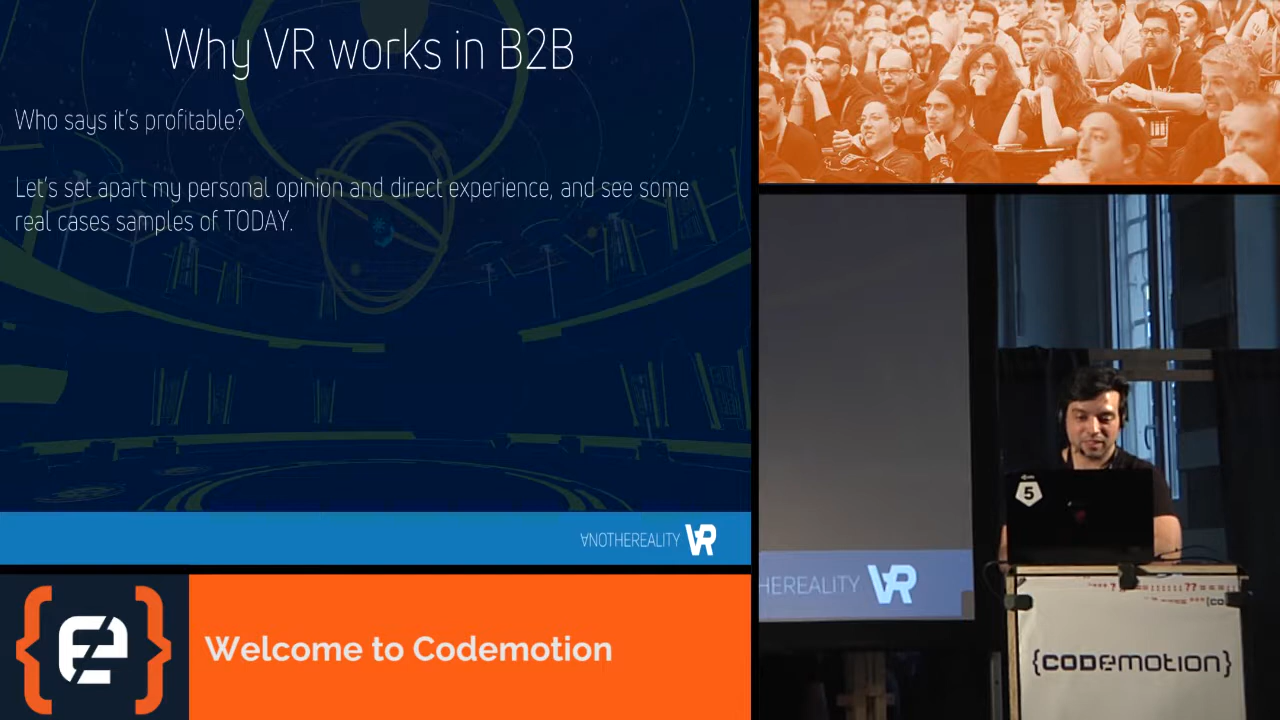 Why VR works in B2B
Who says it's profitable?
Let's set apart my personal opinion and direct experience, and see some
real cases samples of TODAY.
∀NOTHEREALITY VR
Welcome to Codemotion
HEREALITY VR
5
{CODEMOTION}